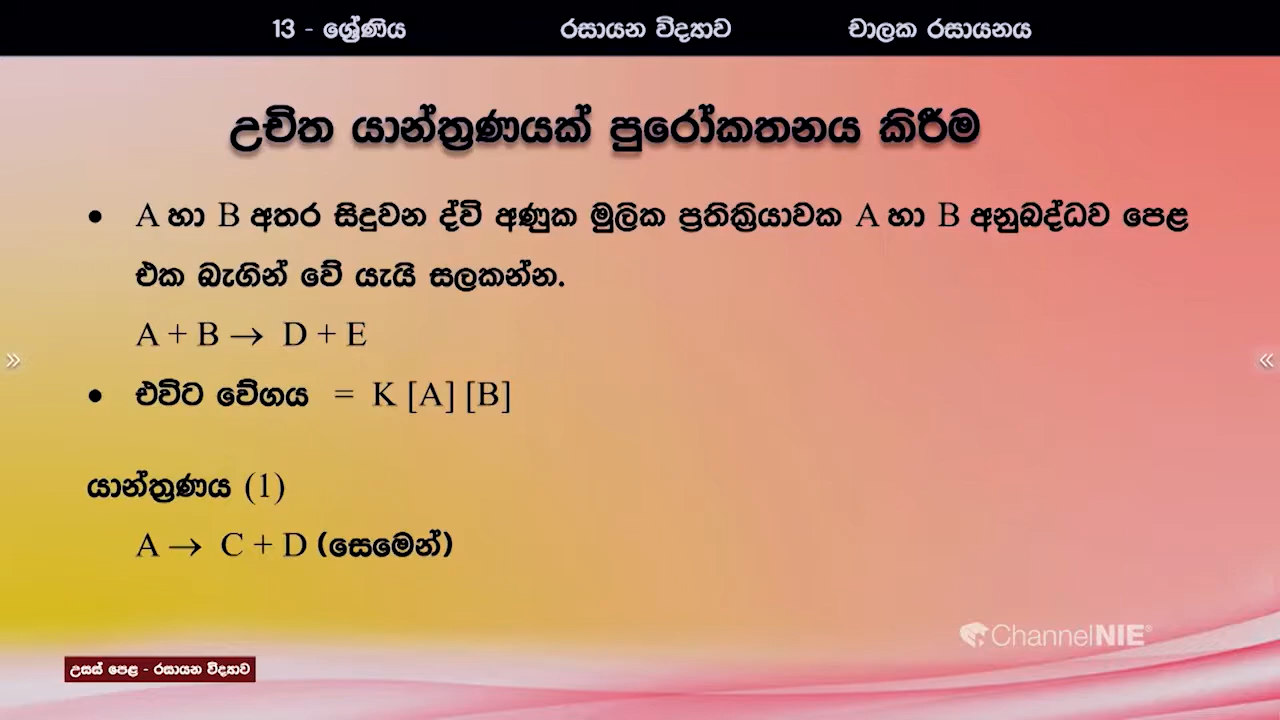 13 - ශ්‍රේණිය රසායන විද්‍යාව චාලක රසායනය
උචිත යාන්ත්‍රණයක් පුරෝකතනය කිරීම
• A හා B අතර සිදුවන ද්වි අණුක මුලික ප්‍රතික්‍රියාවක A හා B අනුබද්ධව පෙළ
එක බැගින් වේ යැයි සලකන්න.
A + B → D + E
• එවිට වේගය = K [A] [B]
යාන්ත්‍රණය (1)
A → C + D (සෙමෙන්)
ChannelNIE
උසස් පෙළ - රසායන විද්‍යාව